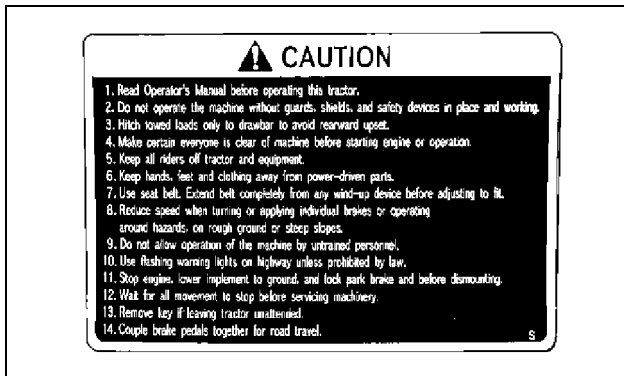 CAUTION
1. Read Operator's Manual before operating this tractor.
2. Do not operate the machine without guards, shields, and safety devices in place and working.
3. Hitch towed loads only to drawbar to avoid rearward upset.
4. Make certain everyone is clear of machine before starting engine or operation.
5. Keep all riders off tractor and equipment.
6. Keep hands, feet and clothing away from power-driven parts.
7. Use seat belt. Extend belt completely from any wind-up device before adjusting to fit.
8. Reduce speed when turning or applying individual brakes or operating
around hazards, on rough ground or steep slopes.
9. Do not allow operation of the machine by untrained personnel.
10. Use flashing warning lights on highway unless prohibited by law.
11. Stop engine, lower implement to ground, and lock park brake and before dismounting.
12. Wait for all movement to stop before servicing machinery.
13. Remove key if leaving tractor unattended.
14. Couple brake pedals together for road travel.
S